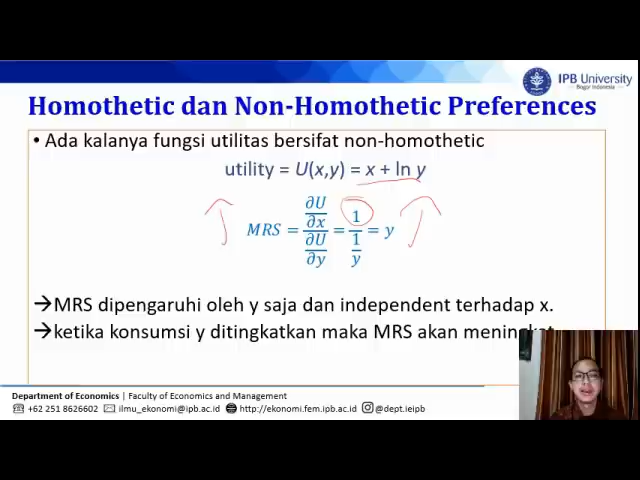 IPB University
Bogor Indonesia
Homothetic dan Non-Homothetic Preferences
• Ada kalanya fungsi utilitas bersifat non-homothetic
utility = U(x,y) = x + ln y
MRS = ∂U/∂x / ∂U/∂y = 1 / 1/y = y
→MRS dipengaruhi oleh y saja dan independent terhadap x.
→ketika konsumsi y ditingkatkan maka MRS akan meningkat
Department of Economics | Faculty of Economics and Management
+62 251 8626602 ilmu_ekonomi@ipb.ac.id http://ekonomi.fem.ipb.ac.id @dept.ieipb